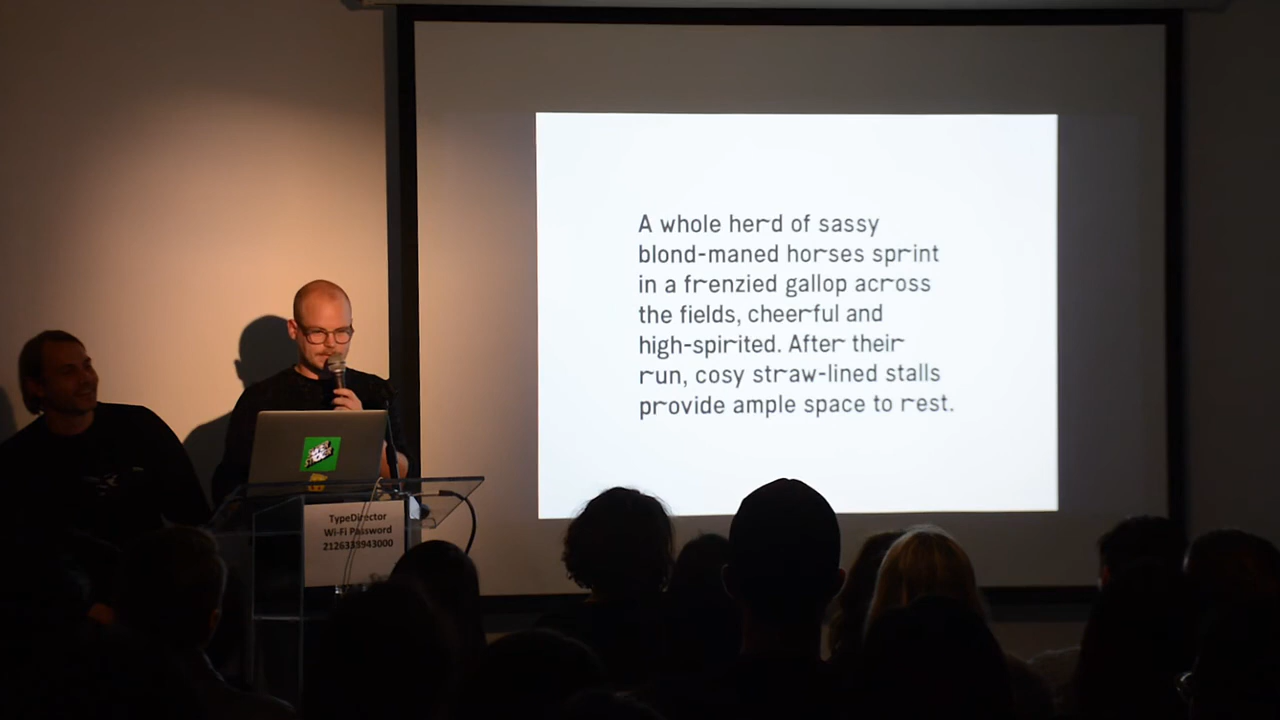 A whole herd of sassy
blond-maned horses sprint
in a frenzied gallop across
the fields, cheerful and
high-spirited. After their
run, cosy straw-lined stalls
provide ample space to rest.
TypeDirector
Wi-Fi Password
2126339943000